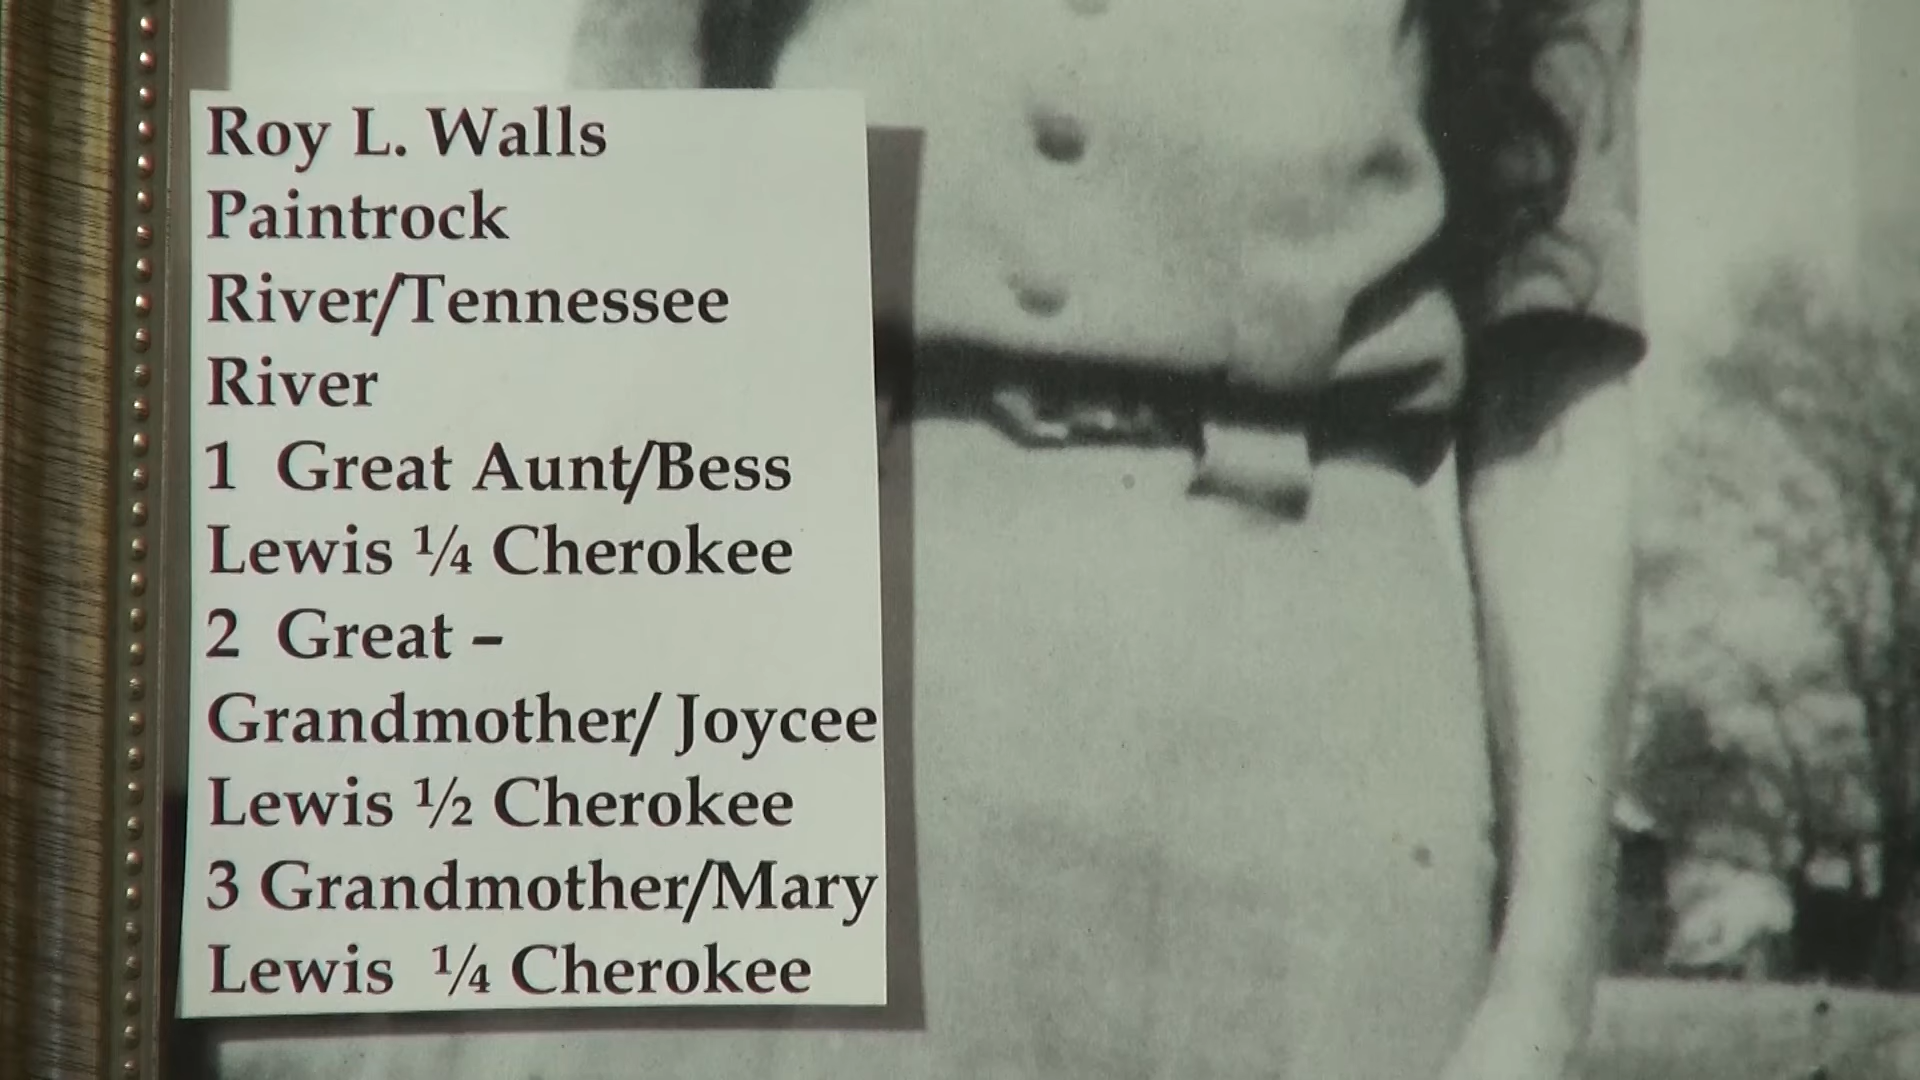 Roy L. Walls
Paintrock
River/Tennessee
River
1 Great Aunt/Bess
Lewis ¼ Cherokee
2 Great –
Grandmother/ Joycee
Lewis ½ Cherokee
3 Grandmother/Mary
Lewis ¼ Cherokee